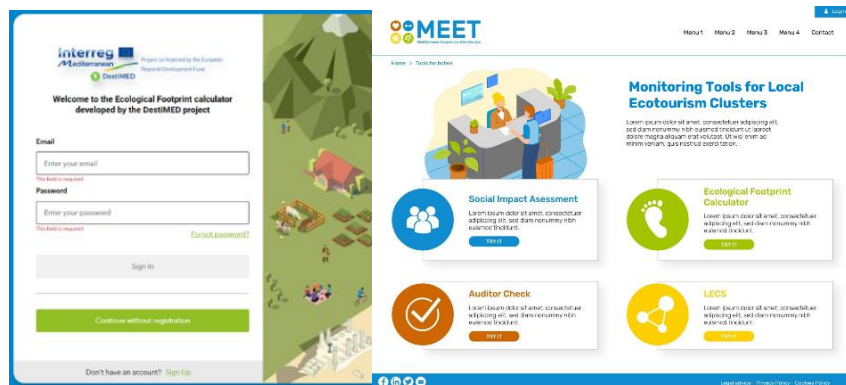 Interreg
Mediterranean
DestiMED
Project co-financed by the European
Regional Development Fund
Welcome to the Ecological Footprint calculator
developed by the DestiMED project
Email
Enter your email
This field is required
Password
Enter your password
This field is required
Forgot password?
Sign In
Continue without registration
Don't have an account? Sign Up
Login
MEET
Menu 1 Menu 2 Menu 3 Menu 4 Contact
Home > Tools for hotels
Monitoring Tools for Local
Ecotourism Clusters
Lorem ipsum dolor sit amet, consectetuer adipiscing elit,
sed diam nonummy nibh euismod tincidunt ut laoreet
dolore magna aliquam erat volutpat. Ut wisi enim ad
minim veniam, quis nostrud exerci tation.
Social Impact Asessment
Lorem ipsum dolor sit amet, consectetuer
adipiscing elit, sed diam nonummy nibh
euismod tincidunt.
TRY IT
Ecological Footprint
Calculator
Lorem ipsum dolor sit amet, consectetuer
adipiscing elit, sed diam nonummy nibh
euismod tincidunt.
TRY IT
Auditor Check
Lorem ipsum dolor sit amet, consectetuer
adipiscing elit, sed diam nonummy nibh
euismod tincidunt.
TRY IT
LECS
Lorem ipsum dolor sit amet, consectetuer
adipiscing elit, sed diam nonummy nibh
euismod tincidunt.
TRY IT
Legal advice - Privacy Policy - Cookies Policy